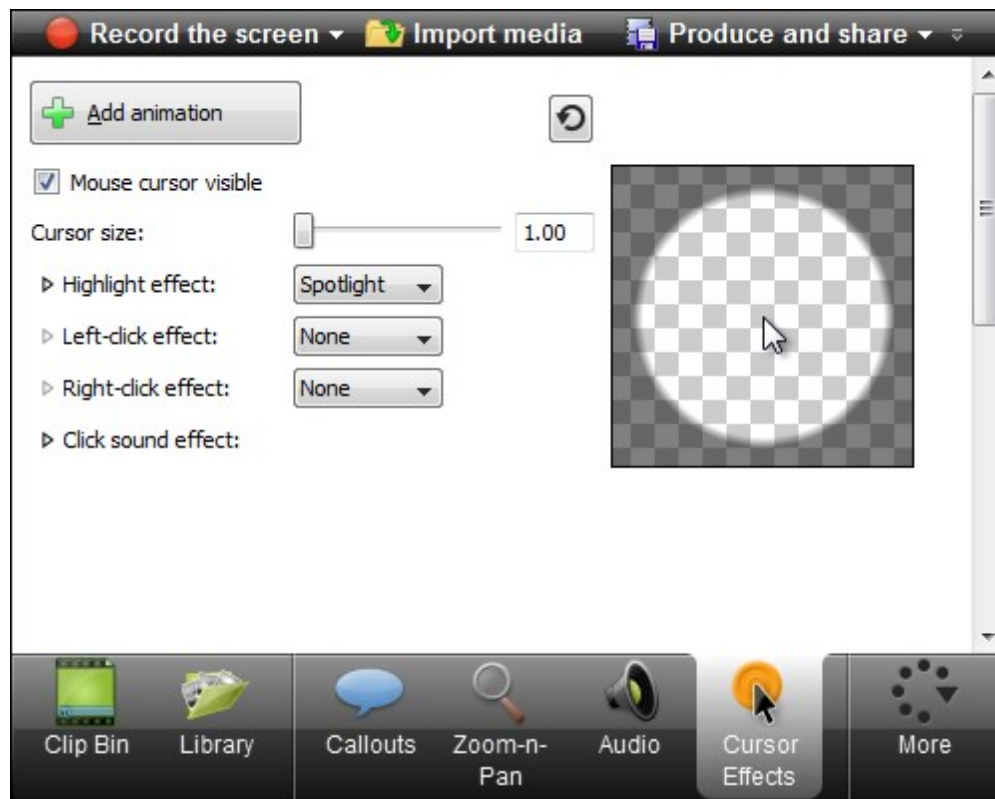 Record the screen Import media Produce and share
Add animation
Mouse cursor visible
Cursor size: 1.00
Highlight effect: Spotlight
Left-click effect: None
Right-click effect: None
Click sound effect:
Clip Bin Library Callouts Zoom-n- Audio Cursor More
Pan Effects